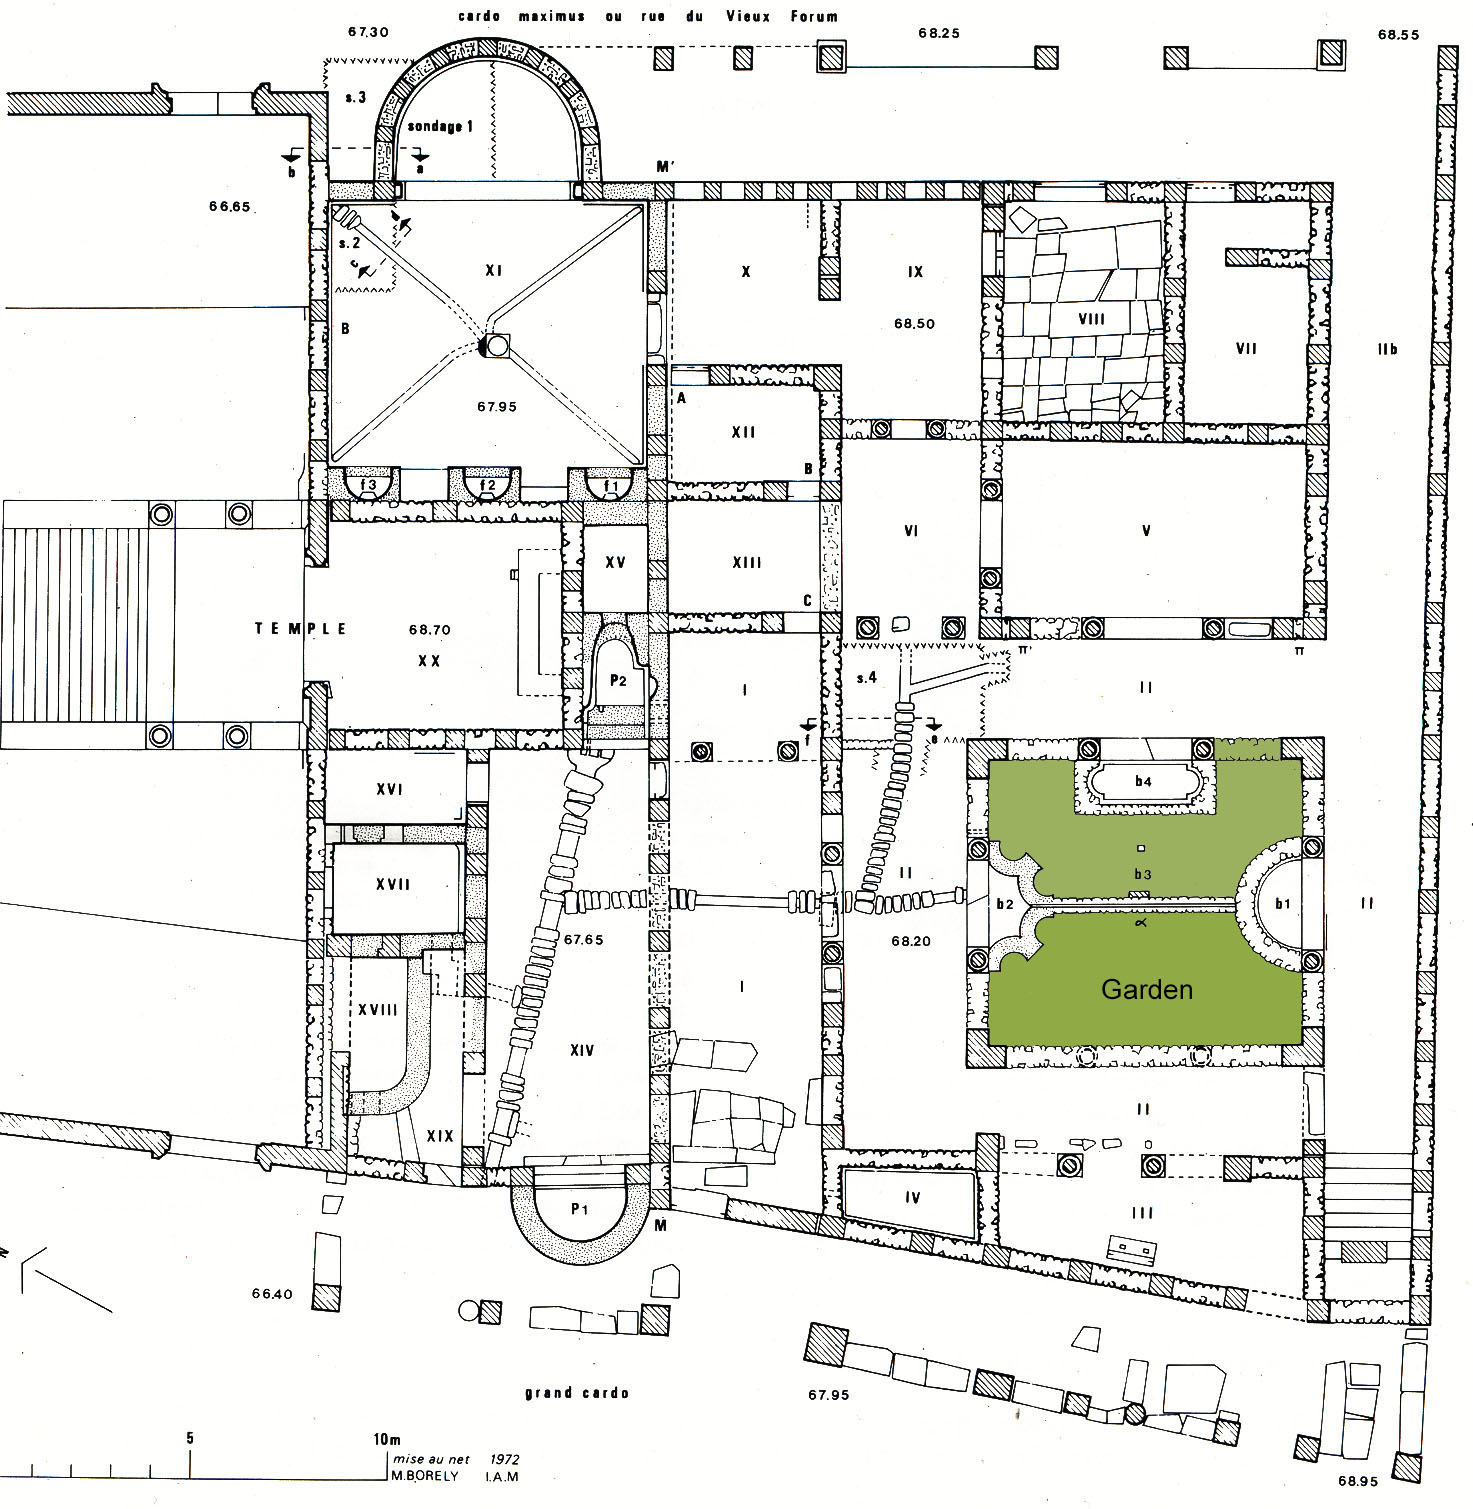 cardo maximus ou rue du Vieux Forum
67.30
68.25
68.55
s.3
sondage 1
b
a
M'
66.65
s.2
c
XI
X
IX
B
68.50
VIII
VII
IIb
67.95
A
XII
B
f3
f2
f1
XV
XIII
VI
V
C
TEMPLE
68.70
XX
P2
I
s.4
π'
π
II
f
e
XVI
b4
XVII
II
b3
b2
b1
II
α
67.65
68.20
I
Garden
XVIII
XIV
II
XIX
IV
III
P1
M
N
66.40
grand cardo
67.95
5
10m
mise au net 1972
M.BORELY I.A.M
68.95